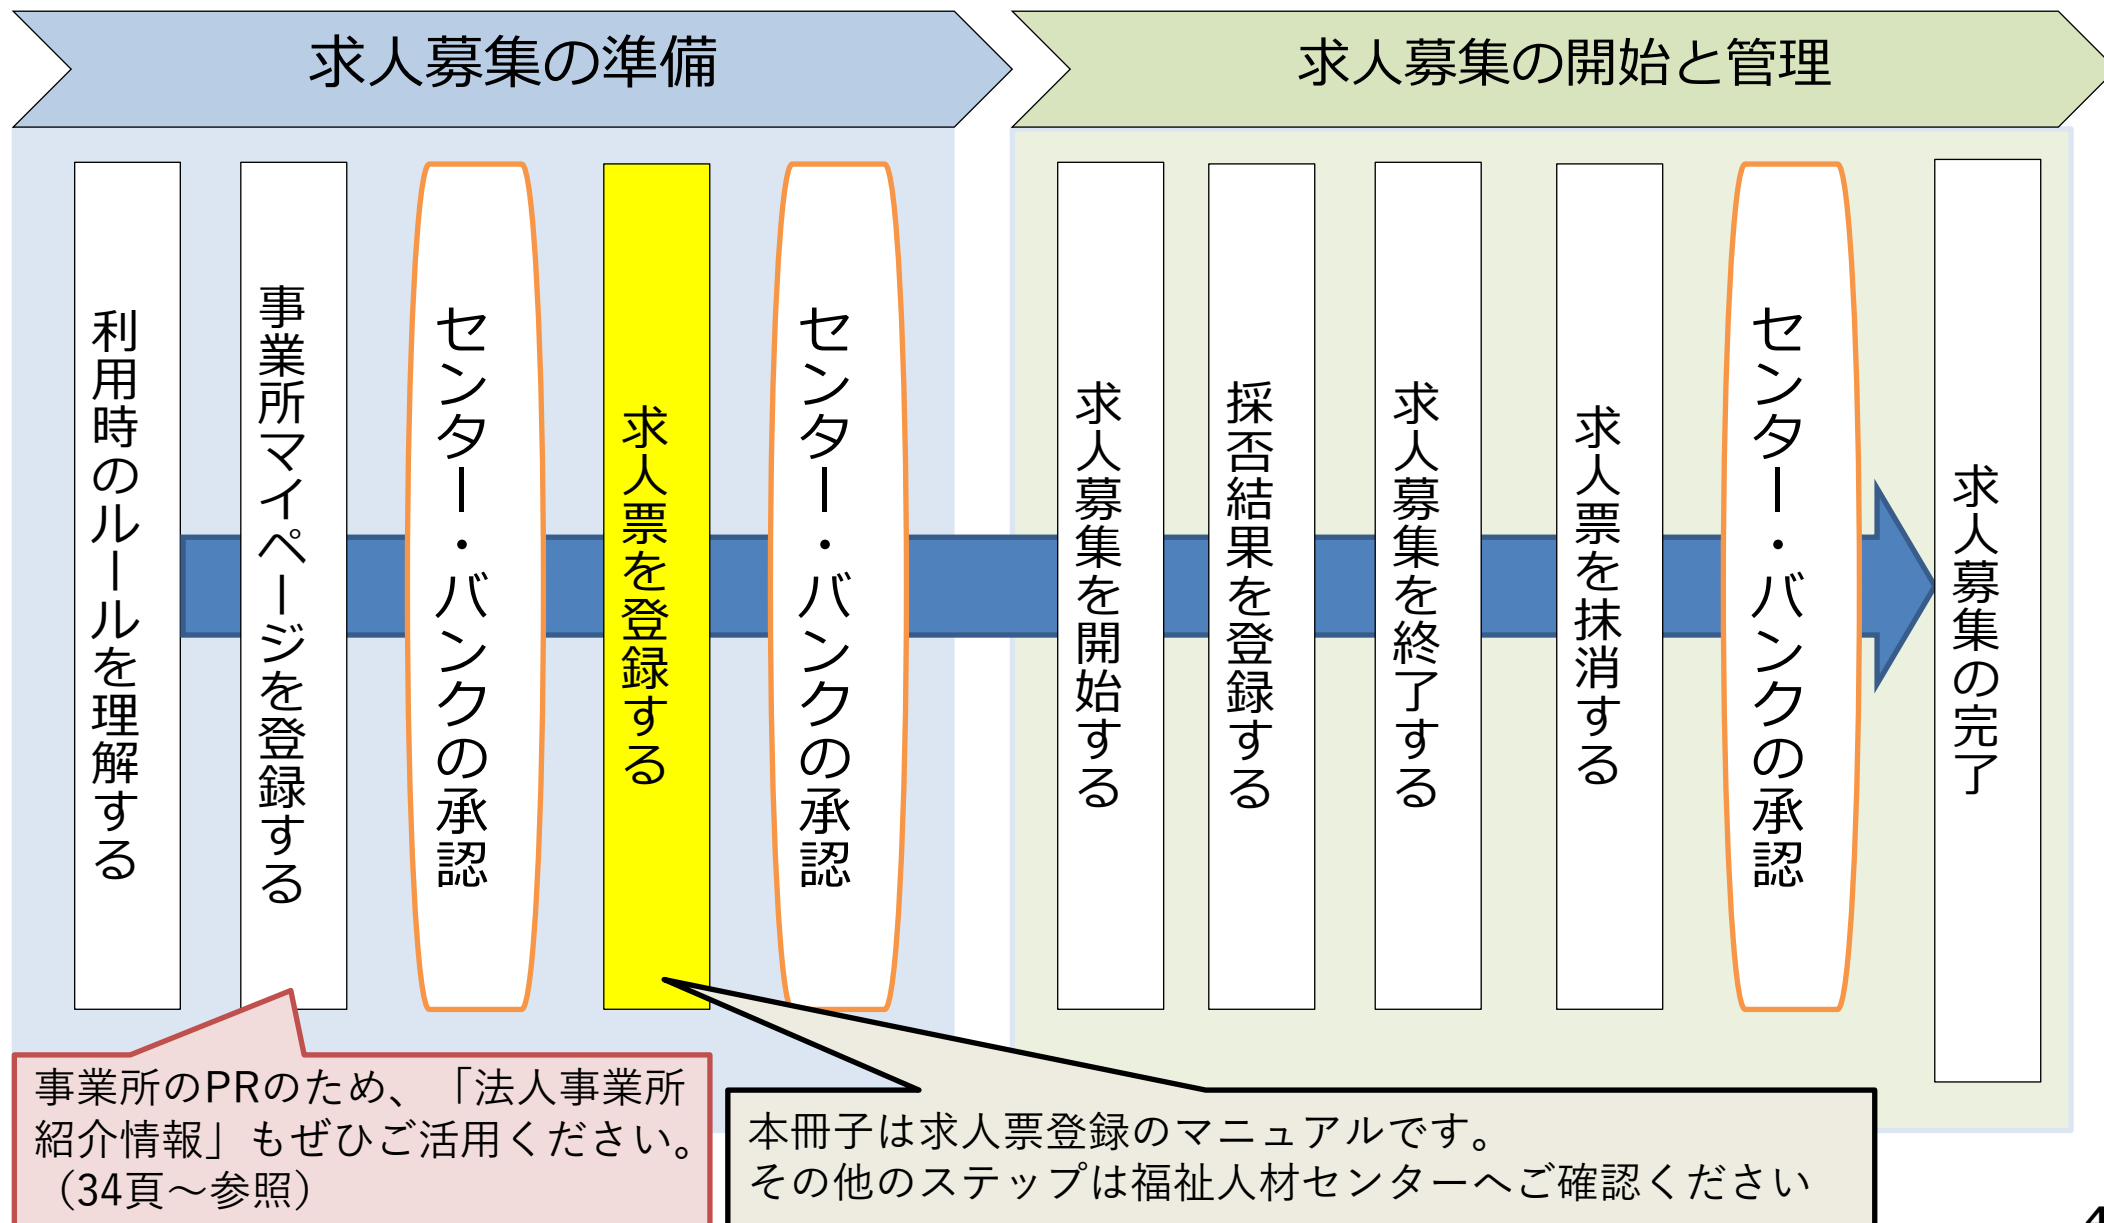 求人募集の準備
求人募集の開始と管理
利用時のルールを理解する
事業所マイページを登録する
センター・バンクの承認
求人票を登録する
センター・バンクの承認
求人募集を開始する
採否結果を登録する
求人募集を終了する
求人票を抹消する
センター・バンクの承認
求人募集の完了
事業所のPRのため、「法人事業所
紹介情報」もぜひご活用ください。
（34頁～参照）
本冊子は求人票登録のマニュアルです。
その他のステップは福祉人材センターへご確認ください